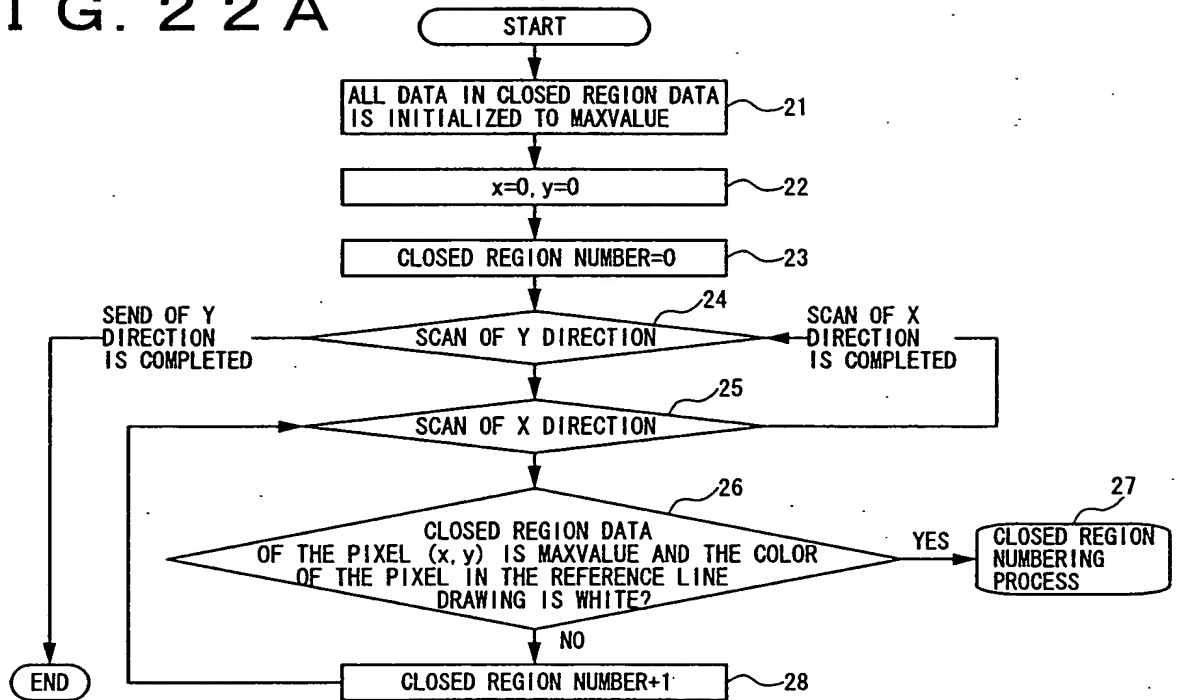 I G. 2 2 A
START
ALL DATA IN CLOSED REGION DATA
IS INITIALIZED TO MAXVALUE
21
x=0, y=0
22
CLOSED REGION NUMBER=0
23
SEND OF Y
DIRECTION
IS COMPLETED
SCAN OF Y DIRECTION
24
SCAN OF X
DIRECTION
IS COMPLETED
SCAN OF X DIRECTION
25
CLOSED REGION DATA
OF THE PIXEL (x, y) IS MAXVALUE AND THE COLOR
OF THE PIXEL IN THE REFERENCE LINE
DRAWING IS WHITE?
26
YES
27
CLOSED REGION
NUMBERING
PROCESS
NO
CLOSED REGION NUMBER+1
28
END